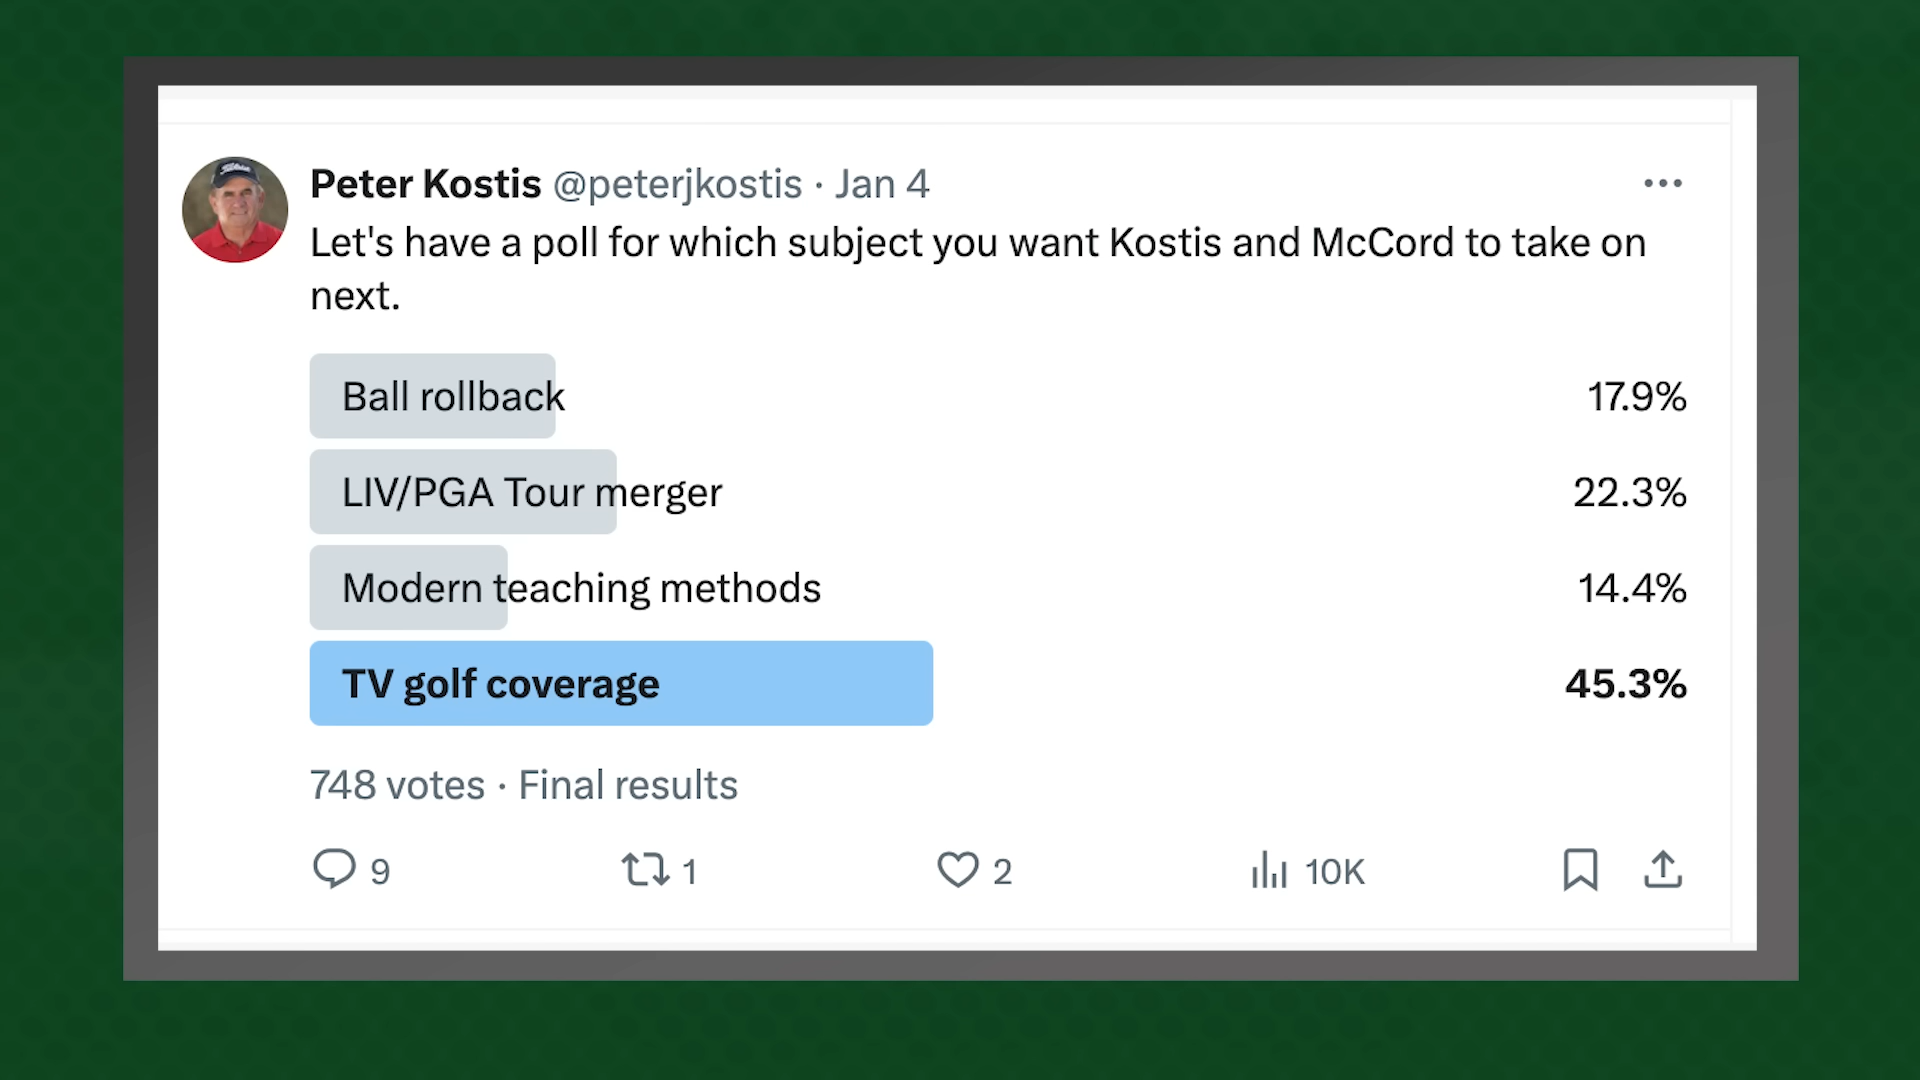 Peter Kostis @peterjkostis · Jan 4
Let's have a poll for which subject you want Kostis and McCord to take on
next.
Ball rollback 17.9%
LIV/PGA Tour merger 22.3%
Modern teaching methods 14.4%
TV golf coverage 45.3%
748 votes · Final results
9 1 2 10K